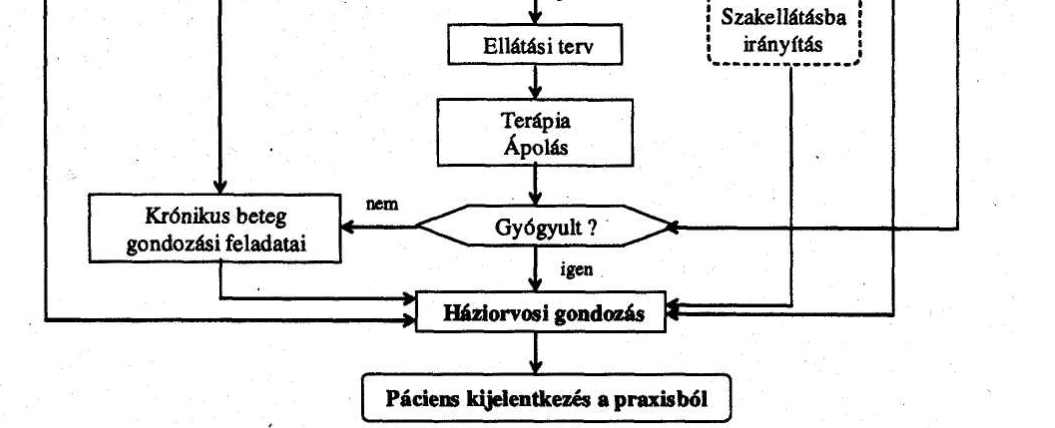 Szakellátásba
irányítás
Ellátási terv
Terápia
Ápolás
nem
Krónikus beteg
gondozási feladatai
Gyógyult ?
igen
Háziorvosi gondozás
Páciens kijelentkezés a praxisból